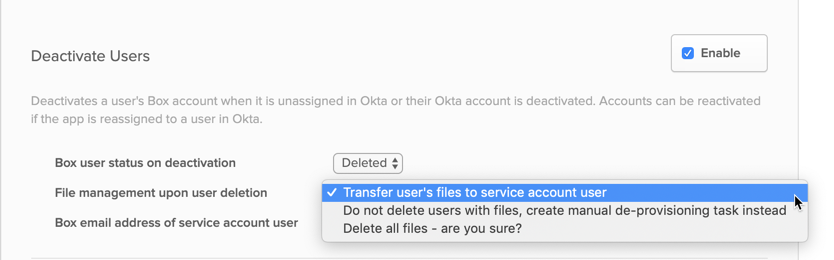 Deactivate Users
Enable
Deactivates a user's Box account when it is unassigned in Okta or their Okta account is deactivated. Accounts can be reactivated
if the app is reassigned to a user in Okta.
Box user status on deactivation
Deleted
File management upon user deletion
Transfer user's files to service account user
Do not delete users with files, create manual de-provisioning task instead
Box email address of service account user
Delete all files - are you sure?